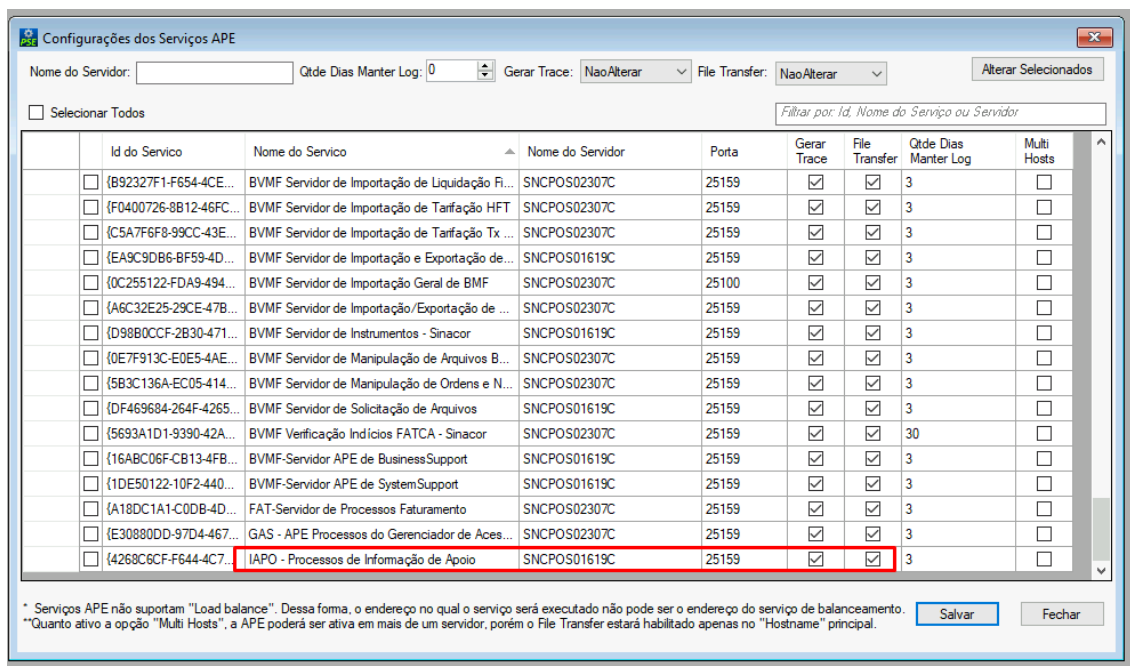 PSE Configurações dos Serviços APE
Nome do Servidor: Qtde Dias Manter Log: 0 Gerar Trace: NaoAlterar File Transfer: NaoAlterar Alterar Selecionados
Selecionar Todos Filtrar por: Id, Nome do Serviço ou Servidor
Id do Servico Nome do Servico Nome do Servidor Porta Gerar Trace File Transfer Qtde Dias Manter Log Multi Hosts
{B92327F1-F654-4CE... BVMF Servidor de Importação de Liquidação Fi... SNCPOS02307C 25159 3
{F0400726-8B12-46FC... BVMF Servidor de Importação de Tarifação HFT SNCPOS02307C 25159 3
{C5A7F6F8-99CC-43E... BVMF Servidor de Importação de Tarifação Tx ... SNCPOS02307C 25159 3
{EA9C9DB6-BF59-4D... BVMF Servidor de Importação e Exportação de... SNCPOS01619C 25159 3
{0C255122-FDA9-494... BVMF Servidor de Importação Geral de BMF SNCPOS02307C 25100 3
{A6C32E25-29CE-47B... BVMF Servidor de Importação/Exportação de ... SNCPOS02307C 25159 3
{D98B0CCF-2B30-471... BVMF Servidor de Instrumentos - Sinacor SNCPOS01619C 25159 3
{0E7F913C-E0E5-4AE... BVMF Servidor de Manipulação de Arquivos B... SNCPOS02307C 25159 3
{5B3C136A-EC05-414... BVMF Servidor de Manipulação de Ordens e N... SNCPOS02307C 25159 3
{DF469684-264F-4265... BVMF Servidor de Solicitação de Arquivos SNCPOS01619C 25159 3
{5693A1D1-9390-42A... BVMF Verificação Indícios FATCA - Sinacor SNCPOS02307C 25159 30
{16ABC06F-CB13-4FB... BVMF-Servidor APE de BusinessSupport SNCPOS01619C 25159 3
{1DE50122-10F2-440... BVMF-Servidor APE de SystemSupport SNCPOS01619C 25159 3
{A18DC1A1-C0DB-4D... FAT-Servidor de Processos Faturamento SNCPOS01619C 25159 3
{E30880DD-97D4-467... GAS - APE Processos do Gerenciador de Aces... SNCPOS02307C 25159 3
{4268C6CF-F644-4C7... IAPO - Processos de Informação de Apoio SNCPOS01619C 25159 3
* Serviços APE não suportam "Load balance". Dessa forma, o endereço no qual o serviço será executado não pode ser o endereço do serviço de balanceamento.
**Quanto ativo a opção "Multi Hosts", a APE poderá ser ativa em mais de um servidor, porém o File Transfer estará habilitado apenas no "Hostname" principal.
Salvar Fechar